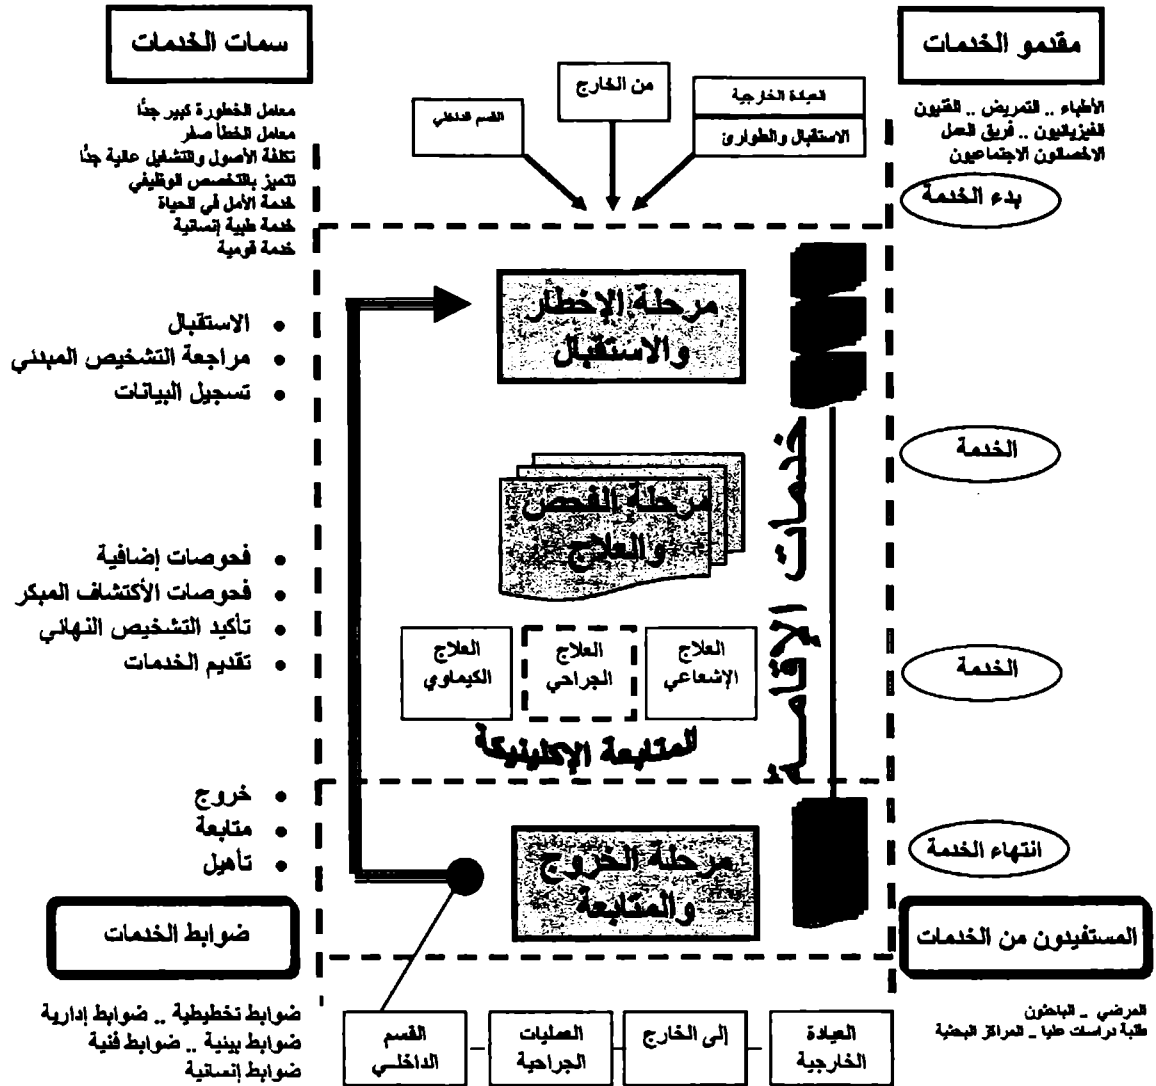 مقدمو الخدمات
سمات الخدمات
الأطباء .. التمريض .. الفنيون
الفيزيائيون .. فريق العمل
الاخصائون الاجتماعيون
العيادة الخارجية
الاستقبال والطوارئ
من الخارج
القسم الداخلي
معامل الخطورة كبير جدًا
معامل الخطأ صفر
تكلفة الأصول والتشغيل عالية جدًا
تتميز بالتخصص الوظيفي
خدمة الأمل في الحياة
خدمة طبية إنسانية
خدمة قومية
بدء الخدمة
مرحلة الإخطار
والاستقبال
الاستقبال
مراجعة التشخيص المبدئي
تسجيل البيانات
الخدمة
خدمات الإقامة
مرحلة الفحص
والعلاج
فحوصات إضافية
فحوصات الأكتشاف المبكر
تأكيد التشخيص النهائي
تقديم الخدمات
الخدمة
العلاج
الإشعاعي
العلاج
الجراحي
العلاج
الكيماوي
المتابعة الإكلينيكة
خروج
متابعة
تأهيل
انتهاء الخدمة
مرحلة الخروج
والمتابعة
المستفيدون من الخدمات
ضوابط الخدمات
المرضي _ الباحثون
طلبة دراسات عليا _ المراكز البحثية
العيادة
الخارجية
إلى الخارج
العمليات
الجراحية
القسم
الداخلي
ضوابط تخطيطية .. ضوابط إدارية
ضوابط بيئية .. ضوابط فنية
ضوابط إنسانية